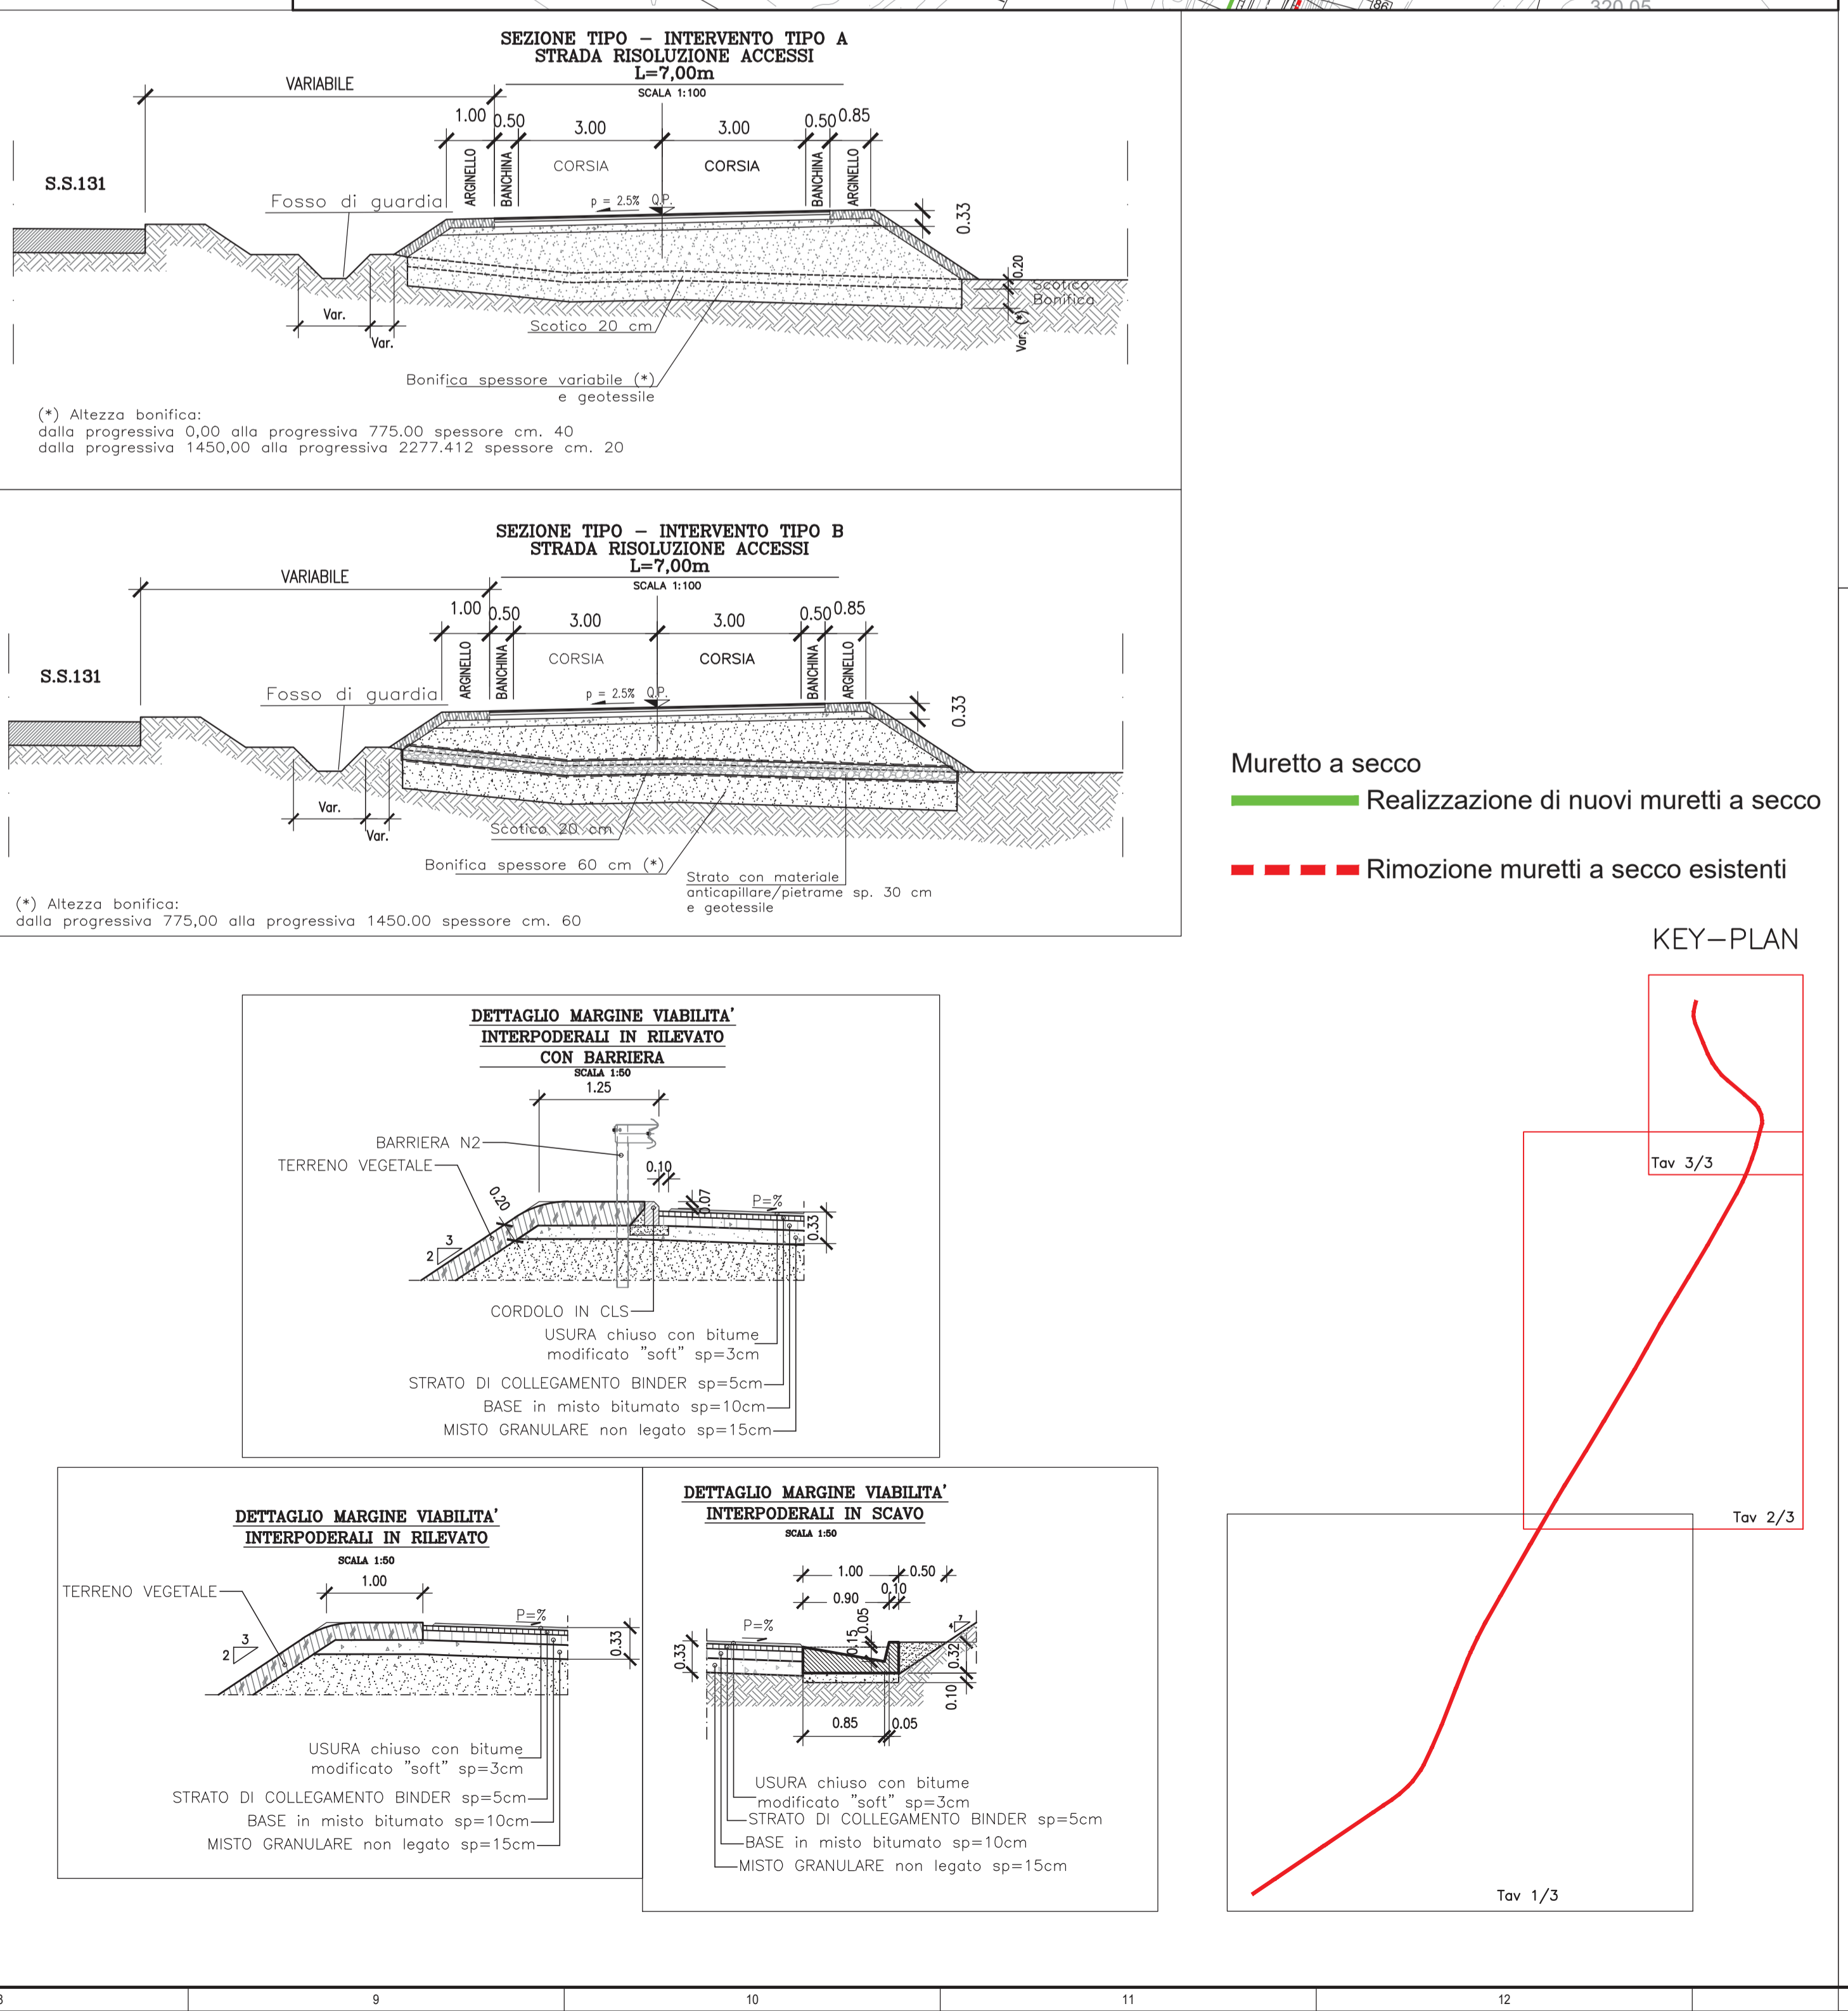 (86)
320.05
SEZIONE TIPO – INTERVENTO TIPO A
STRADA RISOLUZIONE ACCESSI
L=7,00m
SCALA 1:100
VARIABILE
1.00
0.50
3.00
3.00
0.50
0.85
ARGINELLO
BANCHINA
CORSIA
CORSIA
BANCHINA
ARGINELLO
S.S.131
Fosso di guardia
p = 2.5%
Q.P.
0.33
0.20
Scotico
Bonifica
Var. (*)
Var.
Var.
Scotico 20 cm
Bonifica spessore variabile (*)
e geotessile
(*) Altezza bonifica:
dalla progressiva 0,00 alla progressiva 775.00 spessore cm. 40
dalla progressiva 1450,00 alla progressiva 2277.412 spessore cm. 20
SEZIONE TIPO – INTERVENTO TIPO B
STRADA RISOLUZIONE ACCESSI
L=7,00m
SCALA 1:100
VARIABILE
1.00
0.50
3.00
3.00
0.50
0.85
ARGINELLO
BANCHINA
CORSIA
CORSIA
BANCHINA
ARGINELLO
S.S.131
Fosso di guardia
p = 2.5%
Q.P.
0.33
Var.
Var.
Scotico 20 cm
Bonifica spessore 60 cm (*)
Strato con materiale
anticapillare/pietrame sp. 30 cm
e geotessile
(*) Altezza bonifica:
dalla progressiva 775,00 alla progressiva 1450.00 spessore cm. 60
Muretto a secco
Realizzazione di nuovi muretti a secco
Rimozione muretti a secco esistenti
KEY–PLAN
Tav 3/3
Tav 2/3
Tav 1/3
DETTAGLIO MARGINE VIABILITA'
INTERPODERALI IN RILEVATO
CON BARRIERA
SCALA 1:50
1.25
BARRIERA N2
TERRENO VEGETALE
0.10
0.20
0.07
P=%
0.33
3
2
CORDOLO IN CLS
USURA chiuso con bitume
modificato "soft" sp=3cm
STRATO DI COLLEGAMENTO BINDER sp=5cm
BASE in misto bitumato sp=10cm
MISTO GRANULARE non legato sp=15cm
DETTAGLIO MARGINE VIABILITA'
INTERPODERALI IN RILEVATO
SCALA 1:50
TERRENO VEGETALE
1.00
P=%
0.33
3
2
USURA chiuso con bitume
modificato "soft" sp=3cm
STRATO DI COLLEGAMENTO BINDER sp=5cm
BASE in misto bitumato sp=10cm
MISTO GRANULARE non legato sp=15cm
DETTAGLIO MARGINE VIABILITA'
INTERPODERALI IN SCAVO
SCALA 1:50
1.00
0.50
0.90
0.10
P=%
0.05
0.15
0.33
0.32
0.10
7
4
0.85
0.05
USURA chiuso con bitume
modificato "soft" sp=3cm
STRATO DI COLLEGAMENTO BINDER sp=5cm
BASE in misto bitumato sp=10cm
MISTO GRANULARE non legato sp=15cm
9
10
11
12